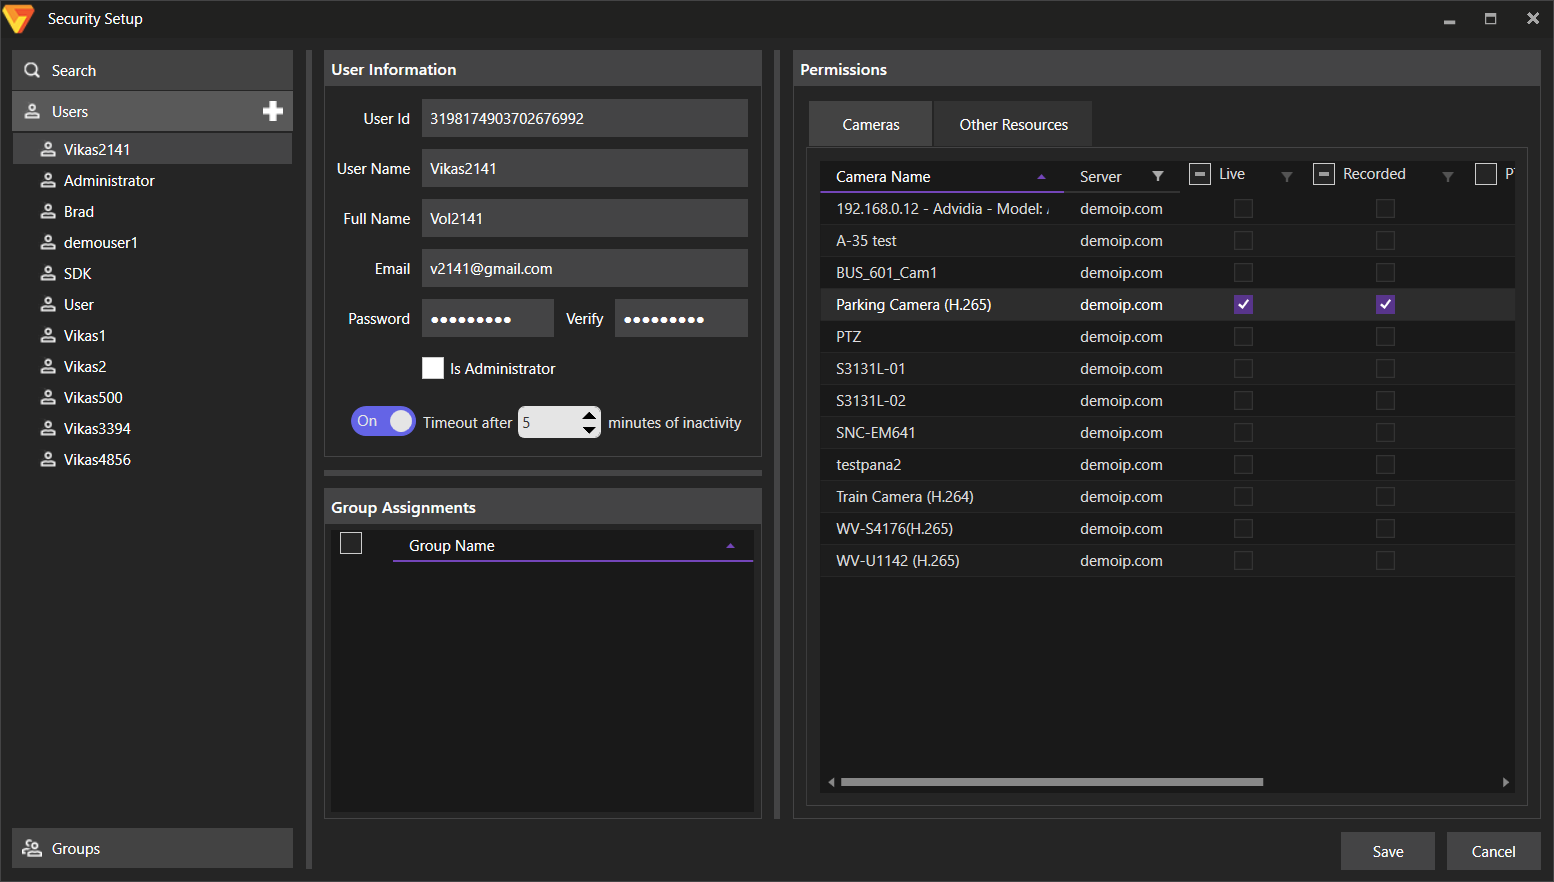 Security Setup
Search
Users
Vikas2141
Administrator
Brad
demouser1
SDK
User
Vikas1
Vikas2
Vikas500
Vikas3394
Vikas4856
Groups
User Information
User Id 3198174903702676992
User Name Vikas2141
Full Name Vol2141
Email v2141@gmail.com
Password ●●●●●●●●● Verify ●●●●●●●●●
Is Administrator
On Timeout after 5 minutes of inactivity
Group Assignments
Group Name
Permissions
Cameras Other Resources
Camera Name Server Live Recorded
192.168.0.12 - Advidia - Model: demoip.com
A-35 test demoip.com
BUS_601_Cam1 demoip.com
Parking Camera (H.265) demoip.com
PTZ demoip.com
S3131L-01 demoip.com
S3131L-02 demoip.com
SNC-EM641 demoip.com
testpana2 demoip.com
Train Camera (H.264) demoip.com
WV-S4176(H.265) demoip.com
WV-U1142 (H.265) demoip.com
Save Cancel